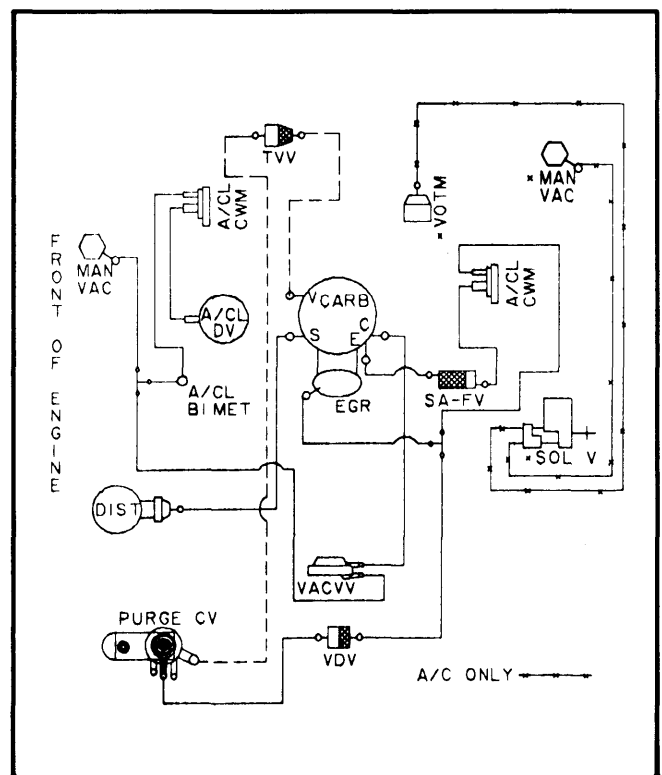 TVV
A/CL
CWM
MAN
VAC
A/CL
DV
FRONT OF ENGINE
A/CL
BIMET
V CARB
S
C
E
EGR
* VOTM
* MAN
VAC
A/CL
CWM
SA-FV
* SOL V
DIST
VACVV
PURGE CV
VDV
A/C ONLY